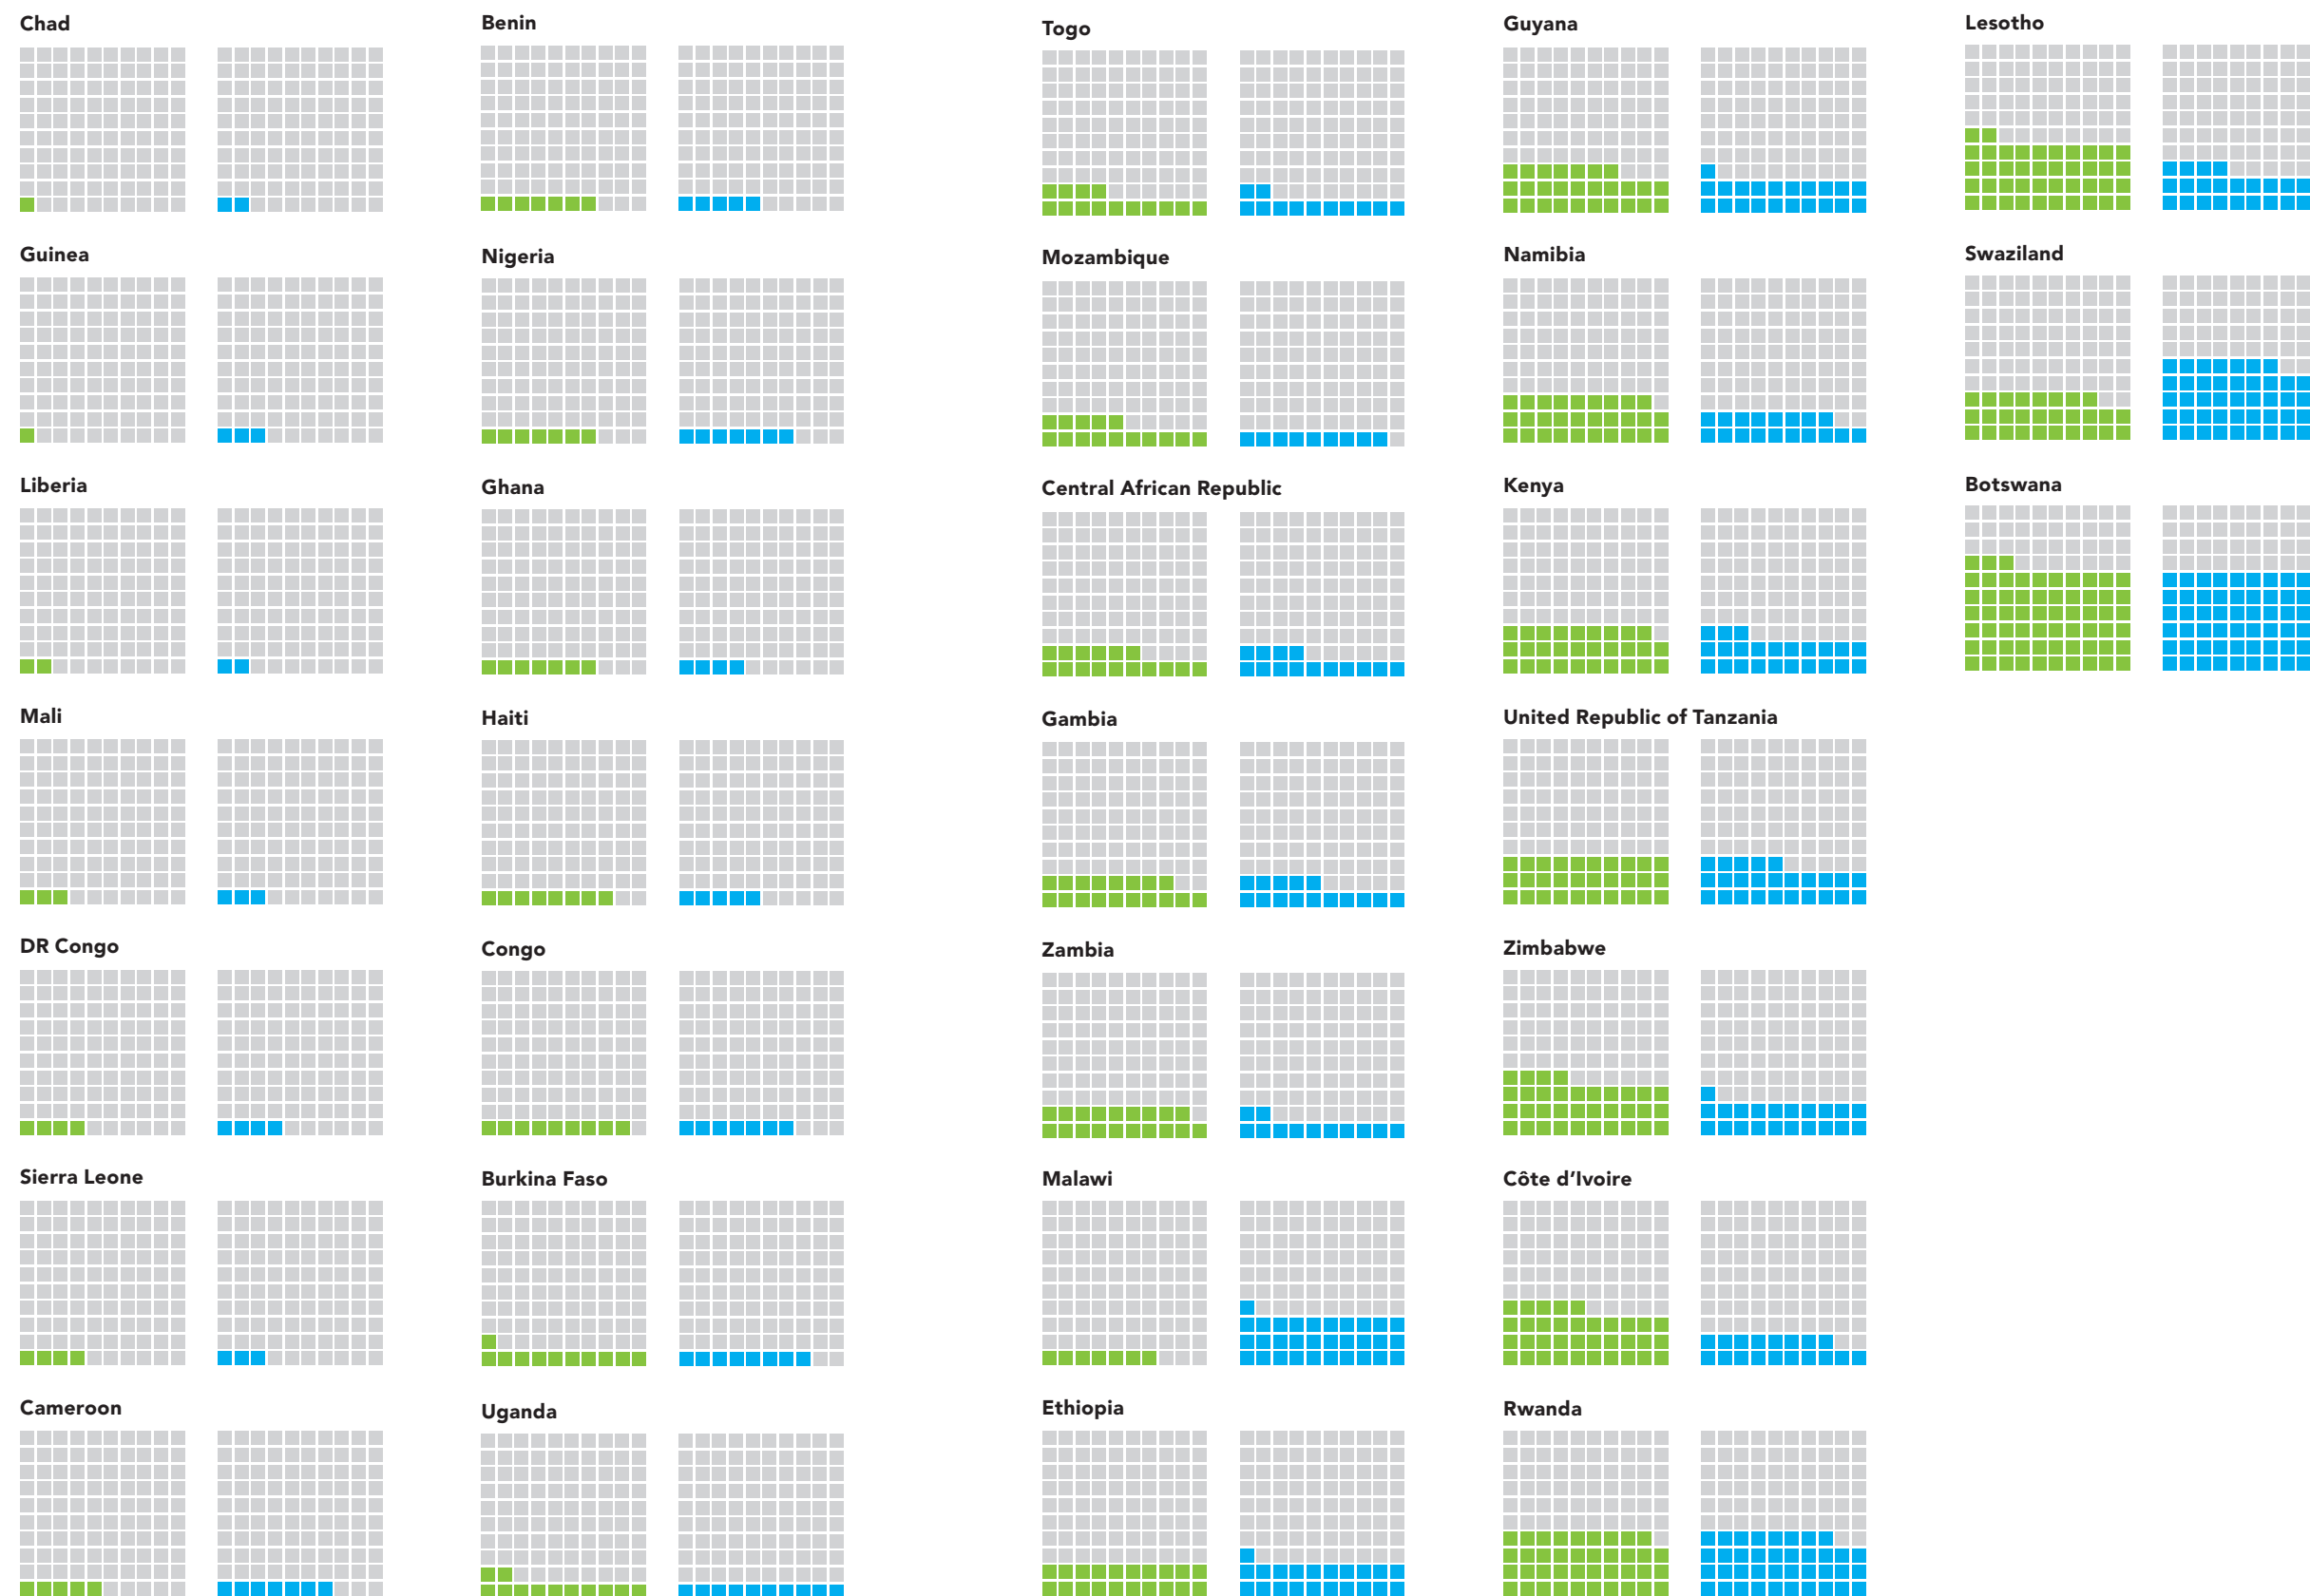 Chad
Guinea
Liberia
Mali
DR Congo
Sierra Leone
Cameroon
Benin
Nigeria
Ghana
Haiti
Congo
Burkina Faso
Uganda
Togo
Mozambique
Central African Republic
Gambia
Zambia
Malawi
Ethiopia
Guyana
Namibia
Kenya
United Republic of Tanzania
Zimbabwe
Côte d’Ivoire
Rwanda
Lesotho
Swaziland
Botswana